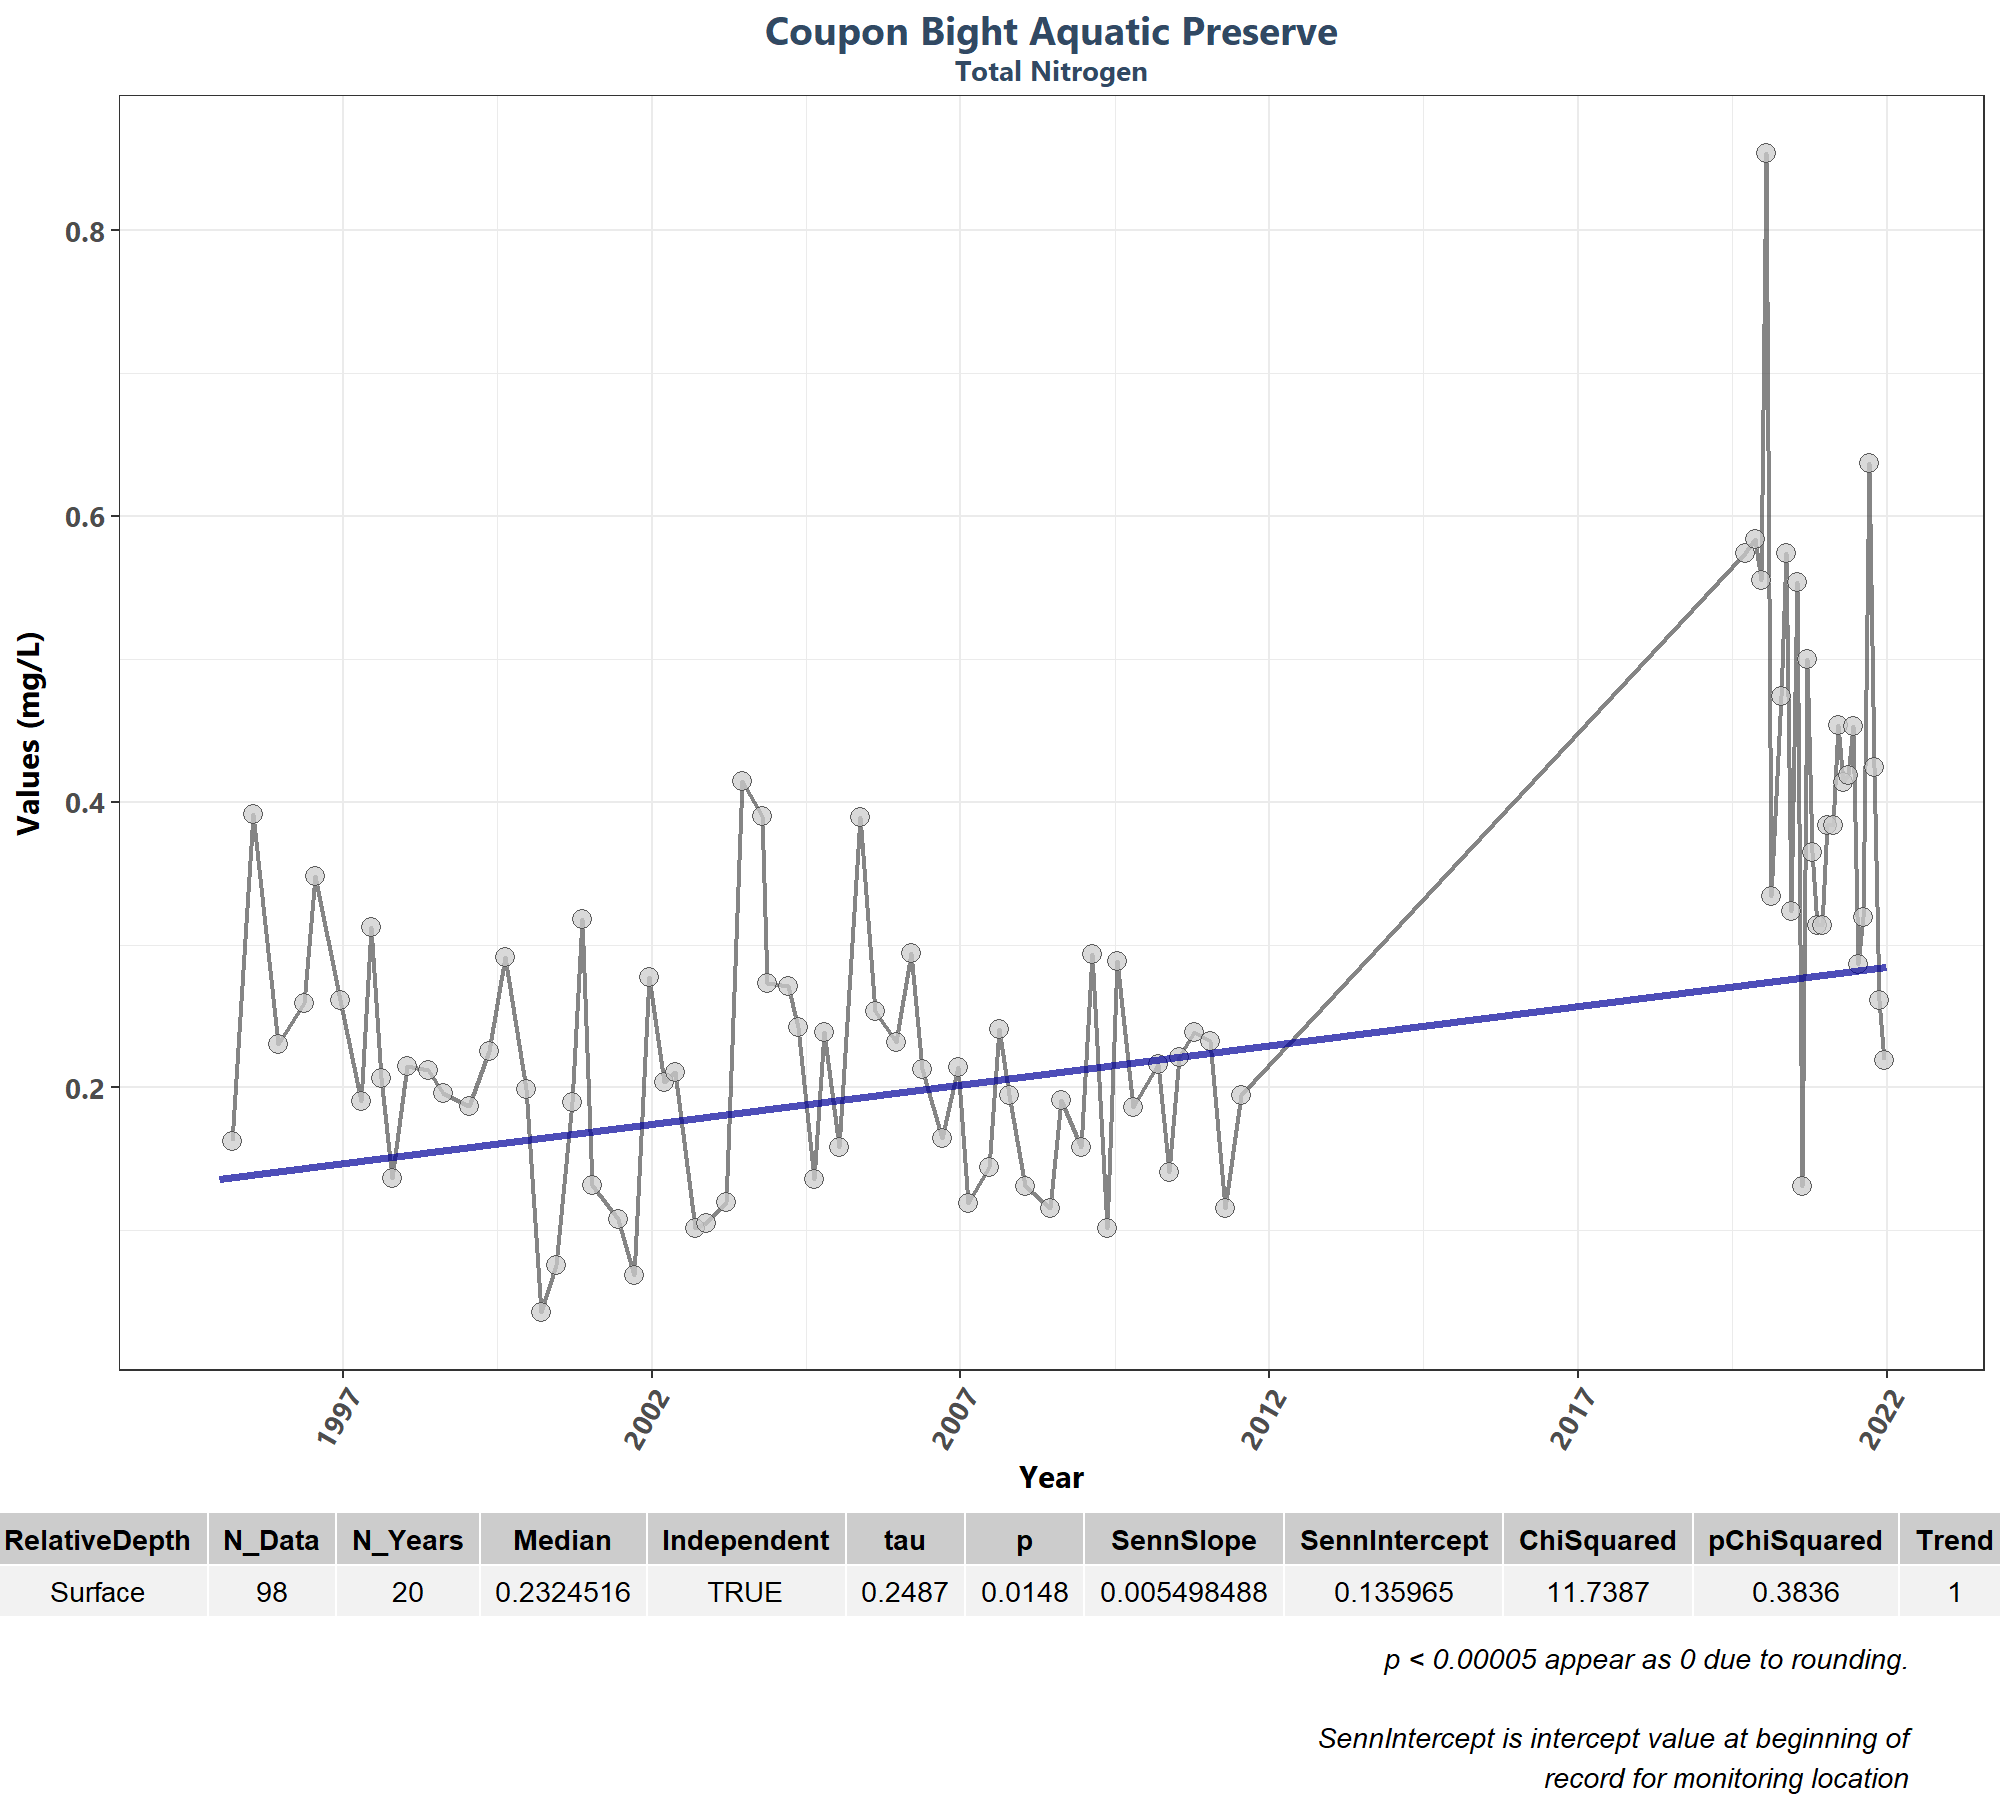 Coupon Bight Aquatic Preserve
Total Nitrogen
Values (mg/L)
0.8
0.6
0.4
0.2
1997 2002 2007 2012 2017 2022
Year
RelativeDepth N_Data N_Years Median Independent tau p SennSlope SennIntercept ChiSquared pChiSquared Trend
Surface 98 20 0.2324516 TRUE 0.2487 0.0148 0.005498488 0.135965 11.7387 0.3836 1
p < 0.00005 appear as 0 due to rounding.
SennIntercept is intercept value at beginning of
record for monitoring location